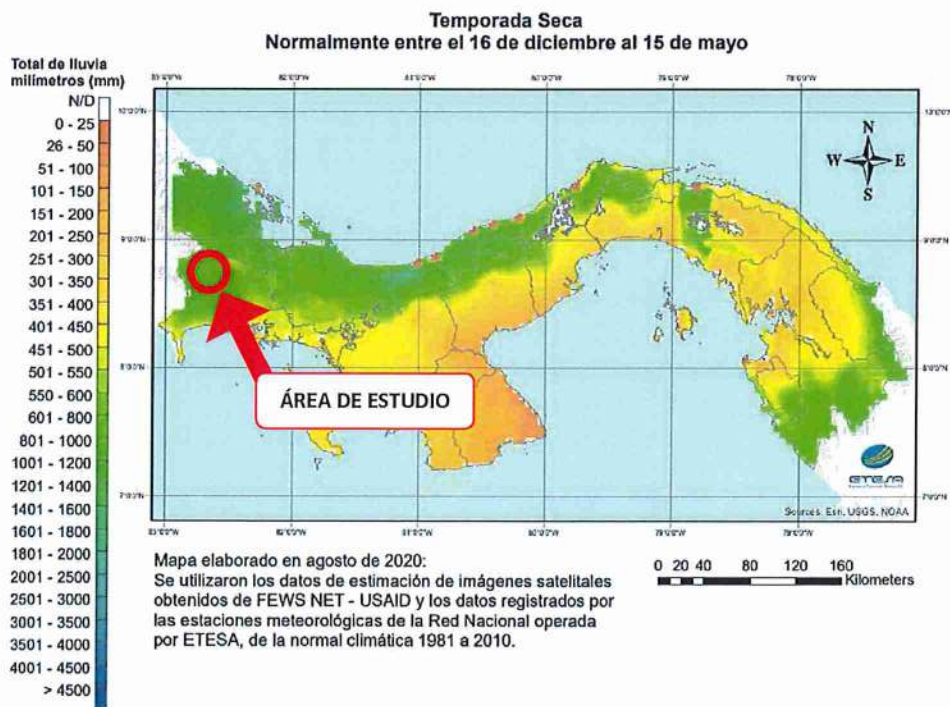 Temporada Seca
Normalmente entre el 16 de diciembre al 15 de mayo
Total de lluvia
milímetros (mm)
N/D
0 - 25
26 - 50
51 - 100
101 - 150
151 - 200
201 - 250
251 - 300
301 - 350
351 - 400
401 - 450
451 - 500
501 - 550
550 - 600
601 - 800
801 - 1000
1001 - 1200
1201 - 1400
1401 - 1600
1601 - 1800
1801 - 2000
2001 - 2500
2501 - 3000
3001 - 3500
3501 - 4000
4001 - 4500
> 4500
N
W E
S
ÁREA DE ESTUDIO
ETESA
Sources: Esri, USGS, NOAA
Mapa elaborado en agosto de 2020:
Se utilizaron los datos de estimación de imágenes satelitales
obtenidos de FEWS NET - USAID y los datos registrados por
las estaciones meteorológicas de la Red Nacional operada
por ETESA, de la normal climática 1981 a 2010.
0 20 40 80 120 160
Kilometers